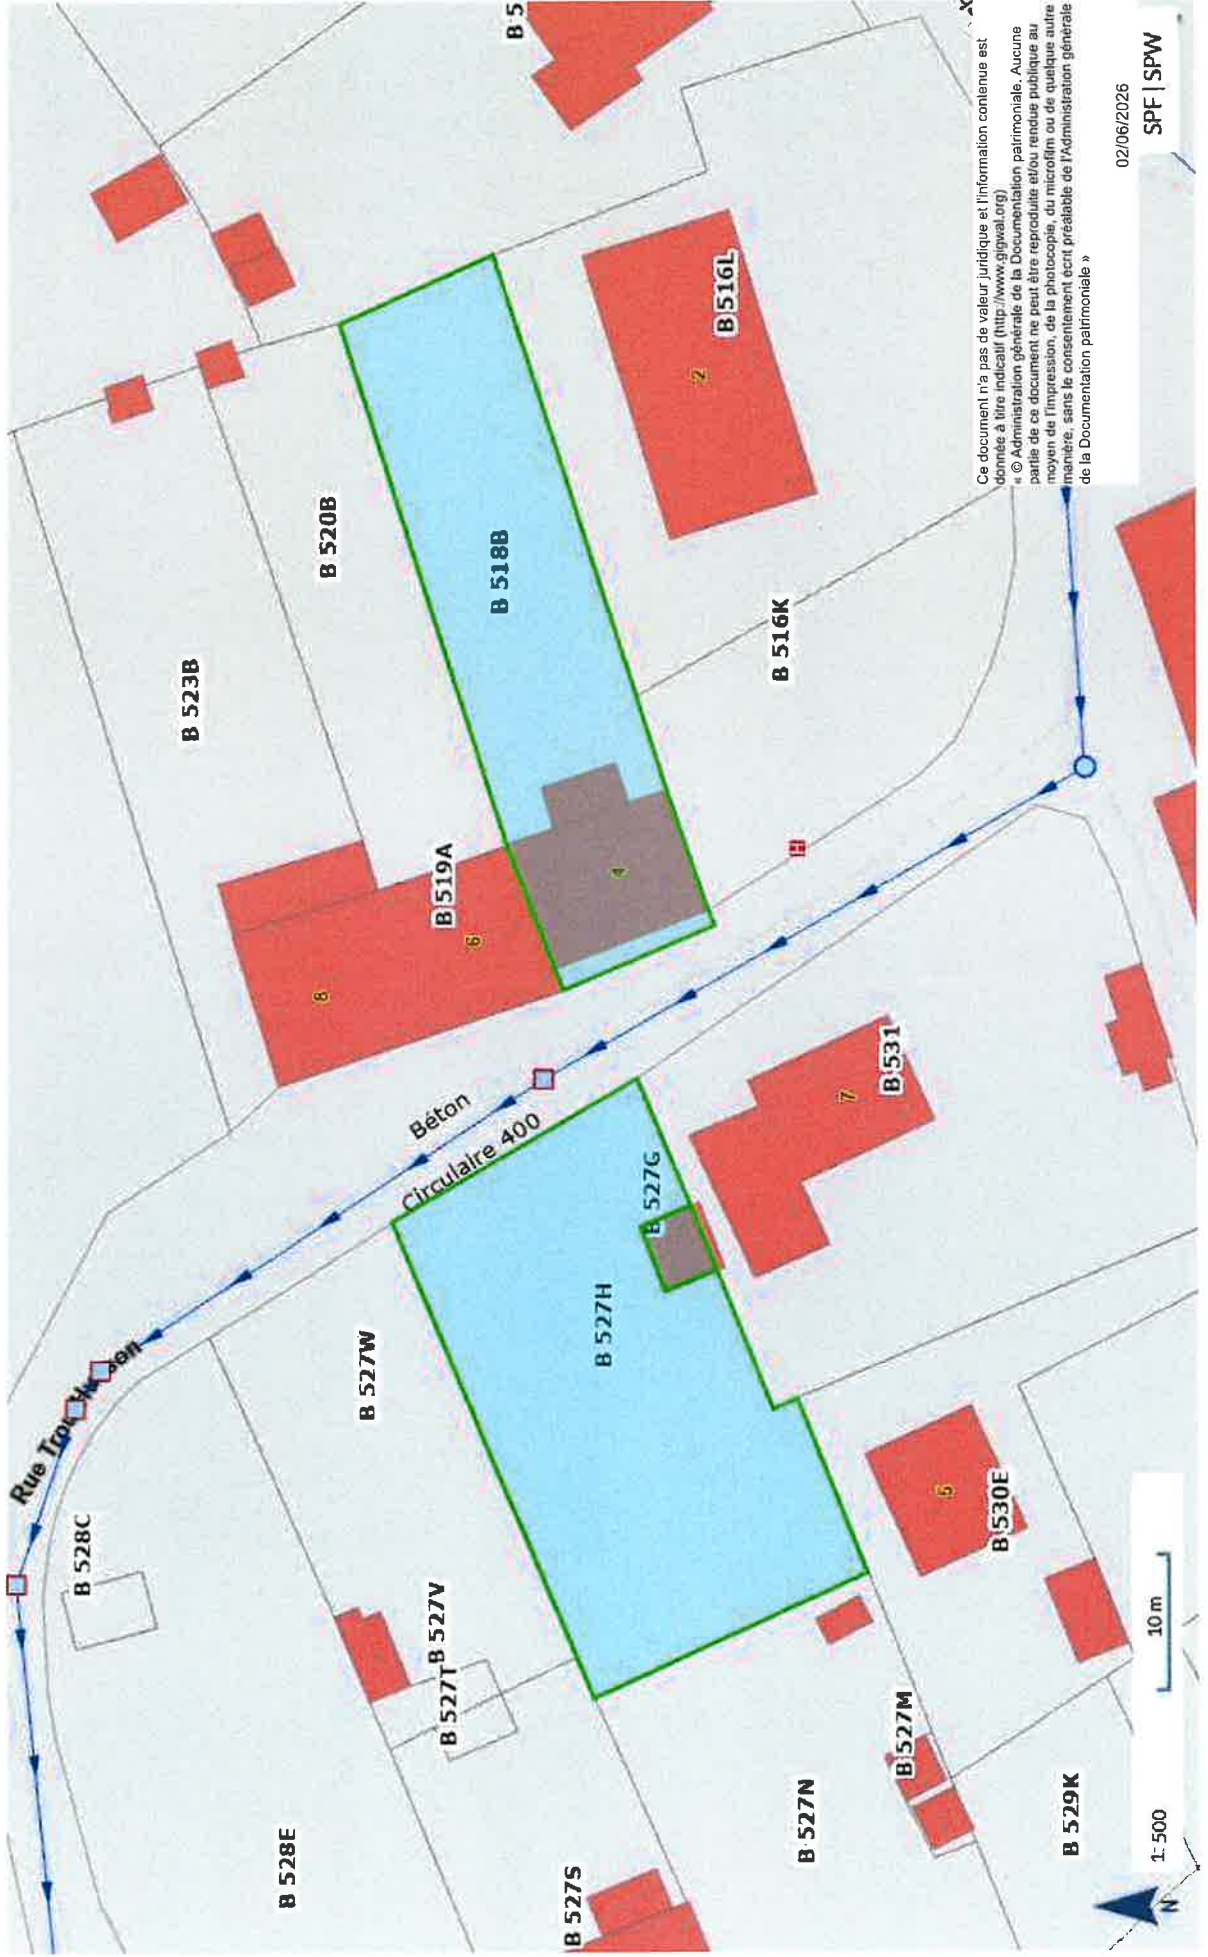 B 5
Ce document n'a pas de valeur juridique et l'information contenue est
donnée à titre indicatif (http://www.gigwal.org)
« © Administration générale de la Documentation patrimoniale. Aucune
partie de ce document ne peut être reproduite et/ou rendue publique au
moyen de l'impression, de la photocopie, du microfilm ou de quelque autre
manière, sans le consentement écrit préalable de l'Administration générale
de la Documentation patrimoniale »
02/06/2026
SPF | SPW
B 523B
B 520B
B 518B
B 516L
2
B 516K
B 519A
8
6
4
H
Béton
Circulaire 400
Rue Trou
B 527G
B 531
7
B 527H
B 527W
B 528C
B 527V
B 527T
B 530E
5
B 528E
B 527S
B 527N
B 527M
B 529K
1: 500
10 m
N